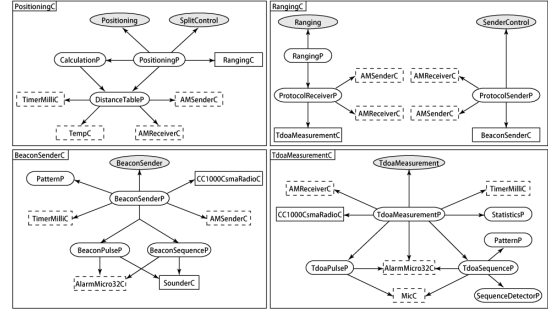 PositioningC
Positioning
SplitControl
CalculationP
PositioningP
RangingC
TimerMilliC
DistanceTableP
AMSenderC
TempC
AMReceiverC
RangingC
Ranging
SenderControl
RangingP
AMSenderC
AMReceiverC
ProtocolReceiverP
ProtocolSenderP
AMReceiverC
AMSenderC
TdoaMeasurementC
BeaconSenderC
BeaconSenderC
BeaconSender
PatternP
CC1000CsmaRadioC
BeaconSenderP
TimerMilliC
AMSenderC
BeaconPulseP
BeaconSequenceP
AlarmMicro32C
SounderC
TdoaMeasurementC
TdoaMeasurement
AMReceiverC
TimerMilliC
CC1000CsmaRadioC
TdoaMeasurementP
StatisticsP
PatternP
TdoaPulseP
AlarmMicro32C
TdoaSequenceP
MicC
SequenceDetectorP